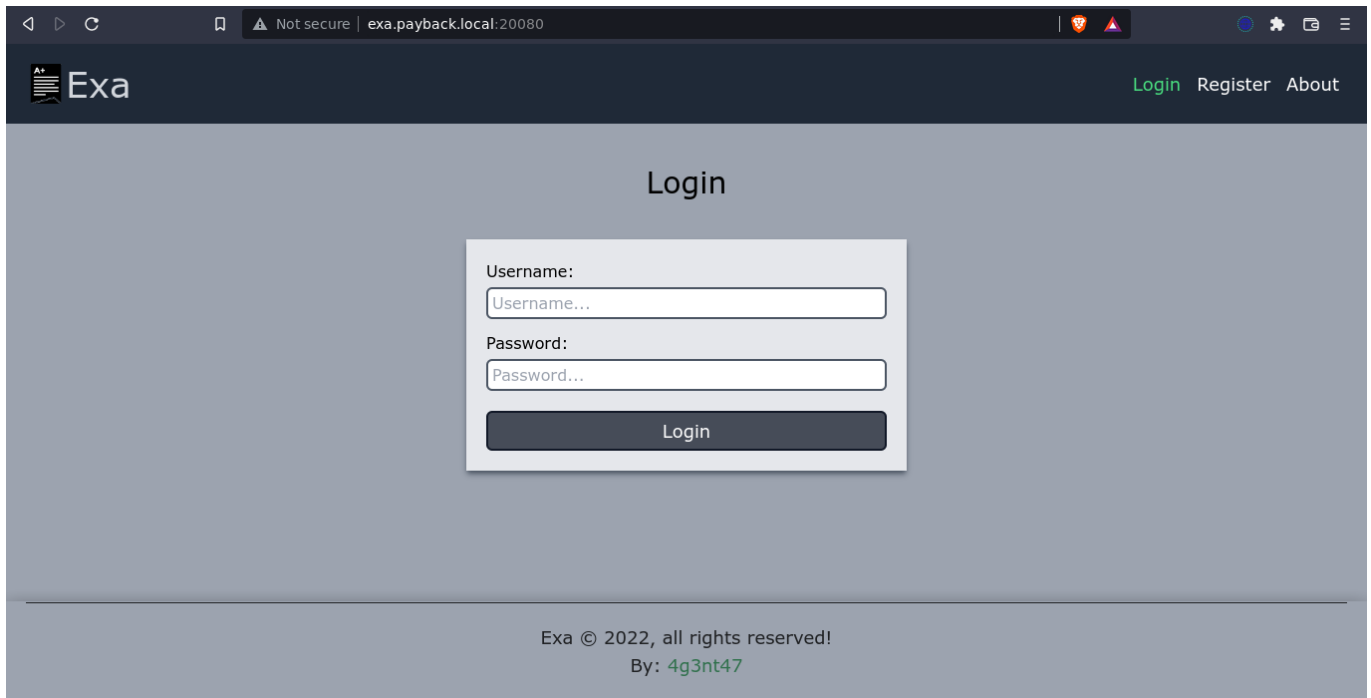 Not secure | exa.payback.local:20080
A+
Exa
Login Register About
Login
Username:
Username...
Password:
Password...
Login
Exa © 2022, all rights reserved!
By: 4g3nt47